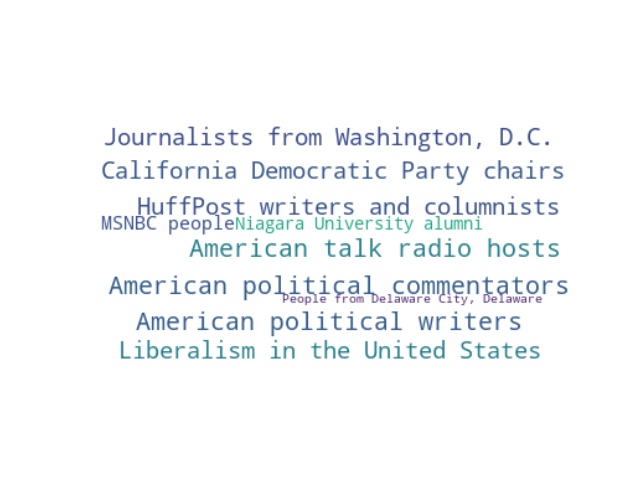 Journalists from Washington, D.C.
California Democratic Party chairs
HuffPost writers and columnists
MSNBC people Niagara University alumni
American talk radio hosts
American political commentators
People from Delaware City, Delaware
American political writers
Liberalism in the United States